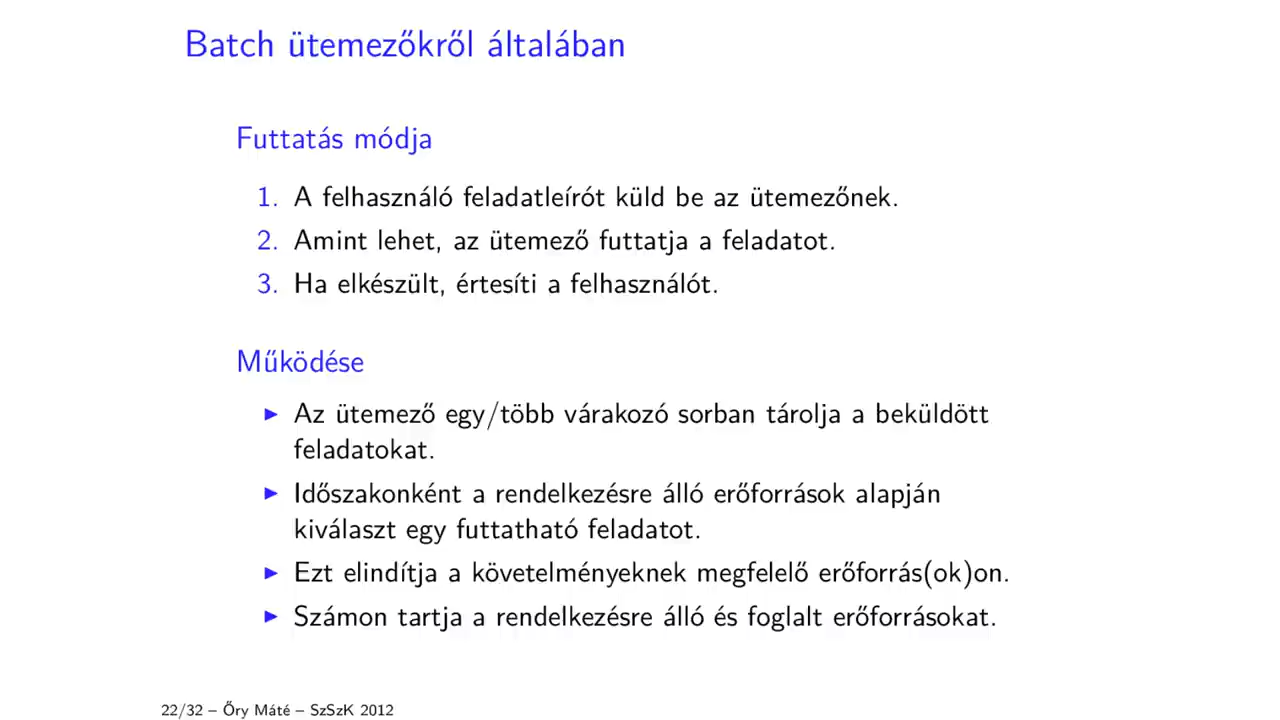 Batch ütemezőkről általában
Futtatás módja
1. A felhasználó feladatleírót küld be az ütemezőnek.
2. Amint lehet, az ütemező futtatja a feladatot.
3. Ha elkészült, értesíti a felhasználót.
Működése
▶ Az ütemező egy/több várakozó sorban tárolja a beküldött
feladatokat.
▶ Időszakonként a rendelkezésre álló erőforrások alapján
kiválaszt egy futtatható feladatot.
▶ Ezt elindítja a követelményeknek megfelelő erőforrás(ok)on.
▶ Számon tartja a rendelkezésre álló és foglalt erőforrásokat.
22/32 – Őry Máté – SzSzK 2012